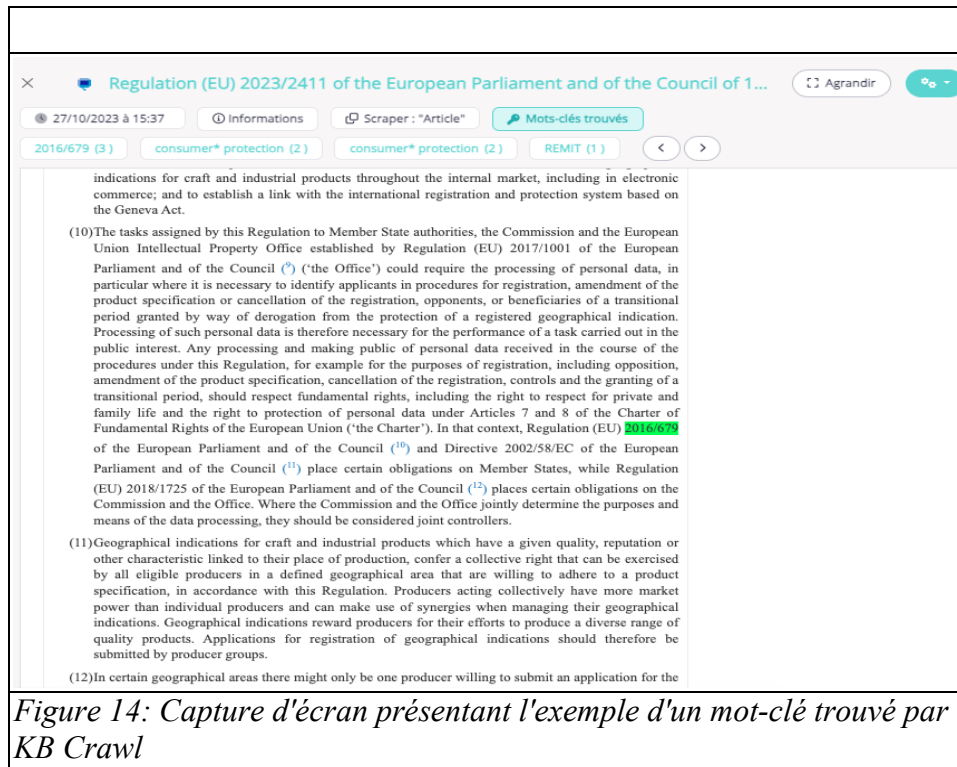 Regulation (EU) 2023/2411 of the European Parliament and of the Council of 1...
Agrandir
27/10/2023 à 15:37
Informations
Scraper : "Article"
Mots-clés trouvés
2016/679 (3 )
consumer* protection (2 )
consumer* protection (2 )
REMIT (1 )
indications for craft and industrial products throughout the internal market, including in electronic
commerce; and to establish a link with the international registration and protection system based on
the Geneva Act.
(10)The tasks assigned by this Regulation to Member State authorities, the Commission and the European
Union Intellectual Property Office established by Regulation (EU) 2017/1001 of the European
Parliament and of the Council (9) (‘the Office’) could require the processing of personal data, in
particular where it is necessary to identify applicants in procedures for registration, amendment of the
product specification or cancellation of the registration, opponents, or beneficiaries of a transitional
period granted by way of derogation from the protection of a registered geographical indication.
Processing of such personal data is therefore necessary for the performance of a task carried out in the
public interest. Any processing and making public of personal data received in the course of the
procedures under this Regulation, for example for the purposes of registration, including opposition,
amendment of the product specification, cancellation of the registration, controls and the granting of a
transitional period, should respect fundamental rights, including the right to respect for private and
family life and the right to protection of personal data under Articles 7 and 8 of the Charter of
Fundamental Rights of the European Union (‘the Charter’). In that context, Regulation (EU) 2016/679
of the European Parliament and of the Council (10) and Directive 2002/58/EC of the European
Parliament and of the Council (11) place certain obligations on Member States, while Regulation
(EU) 2018/1725 of the European Parliament and of the Council (12) places certain obligations on the
Commission and the Office. Where the Commission and the Office jointly determine the purposes and
means of the data processing, they should be considered joint controllers.
(11)Geographical indications for craft and industrial products which have a given quality, reputation or
other characteristic linked to their place of production, confer a collective right that can be exercised
by all eligible producers in a defined geographical area that are willing to adhere to a product
specification, in accordance with this Regulation. Producers acting collectively have more market
power than individual producers and can make use of synergies when managing their geographical
indications. Geographical indications reward producers for their efforts to produce a diverse range of
quality products. Applications for registration of geographical indications should therefore be
submitted by producer groups.
(12)In certain geographical areas there might only be one producer willing to submit an application for the
Figure 14: Capture d'écran présentant l'exemple d'un mot-clé trouvé par
KB Crawl